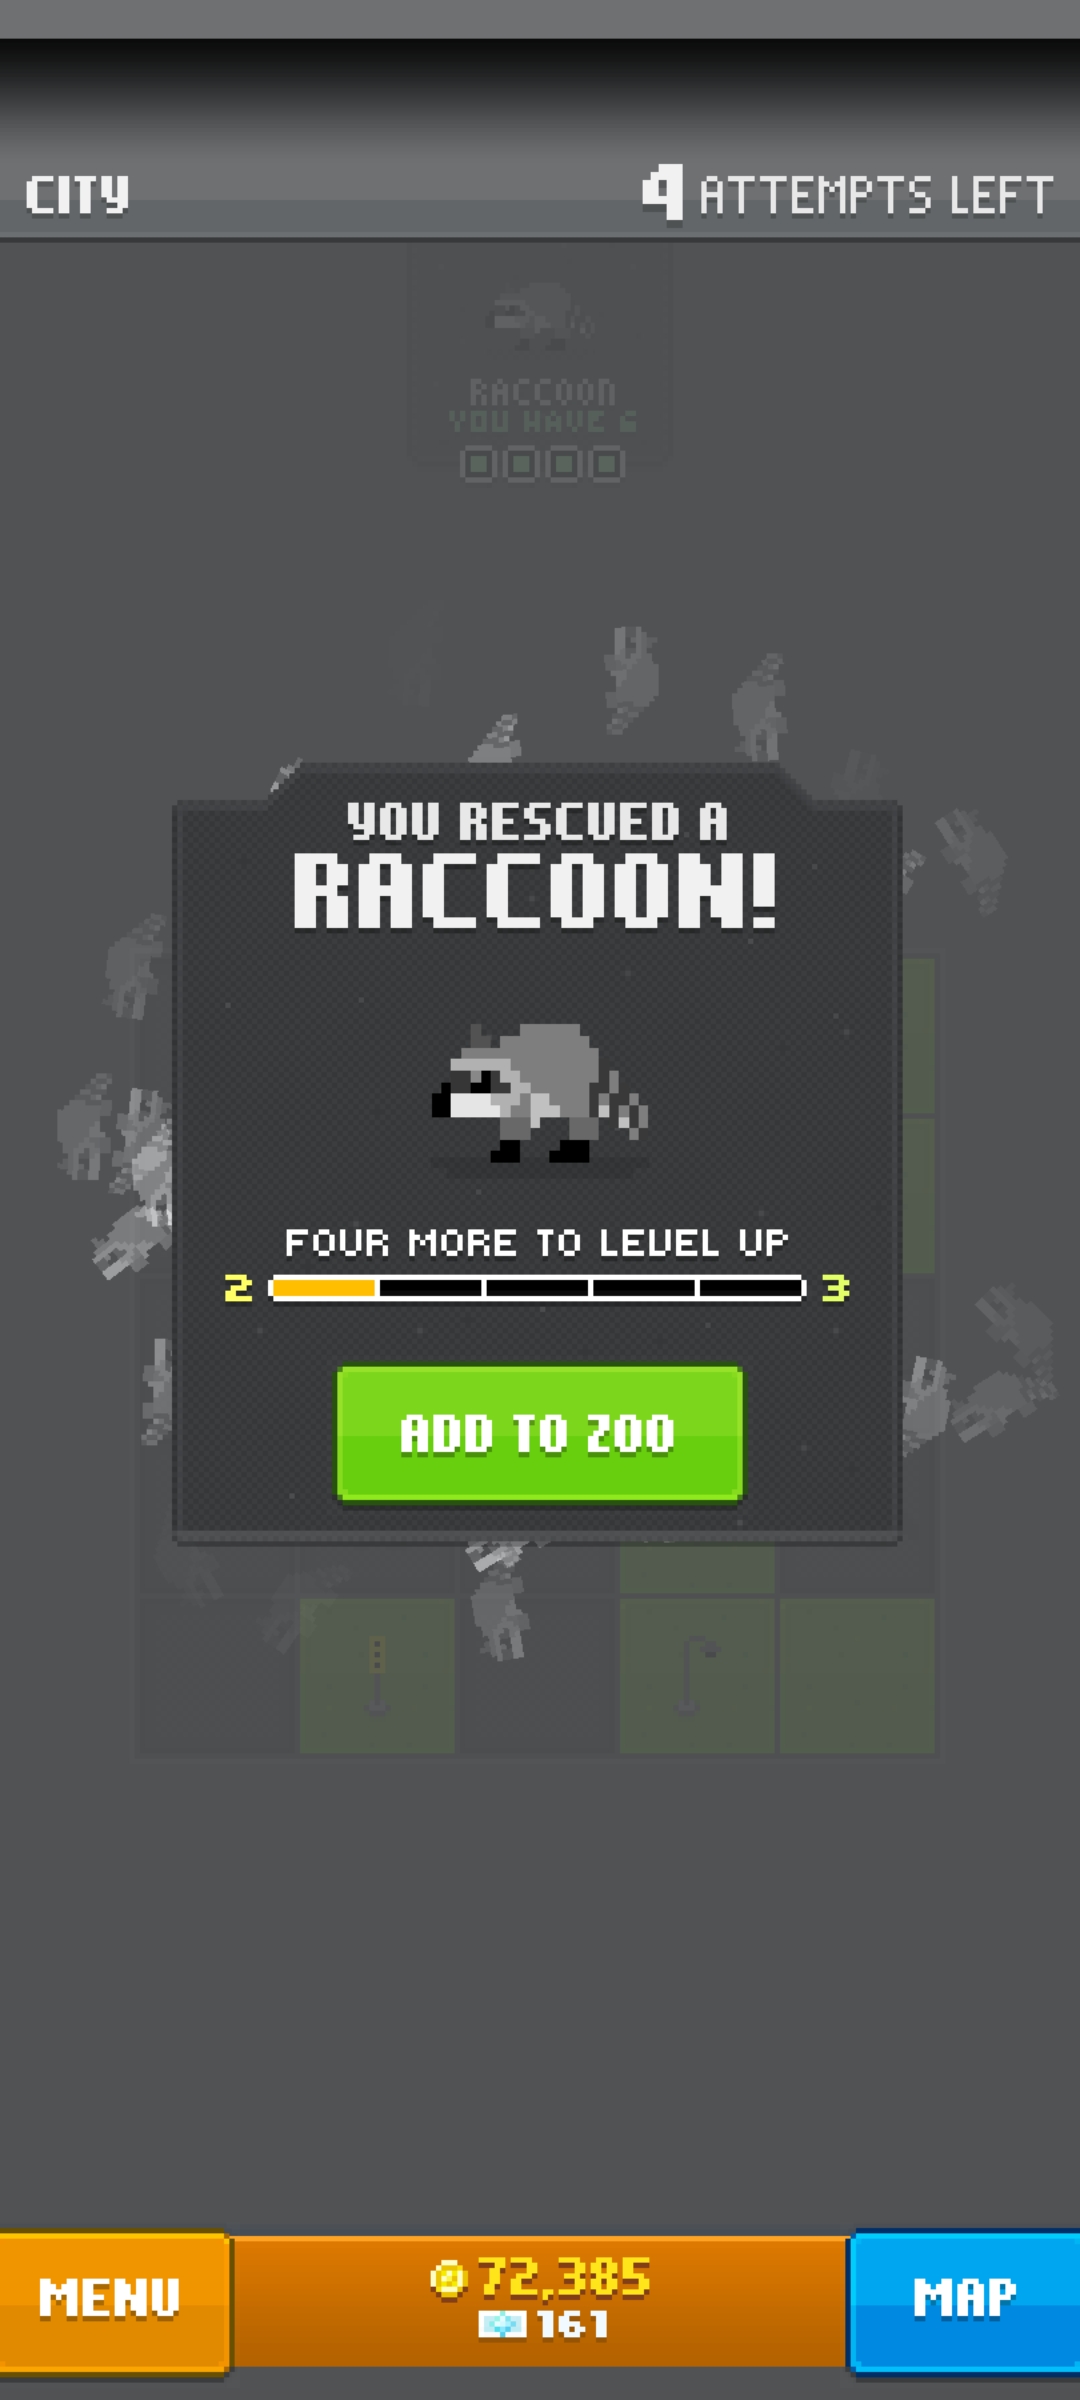 CITY
4 ATTEMPTS LEFT
RACCOON
YOU HAVE 6
YOU RESCUED A
RACCOON!
FOUR MORE TO LEVEL UP
2 3
ADD TO ZOO
MENU
72,385
161
MAP